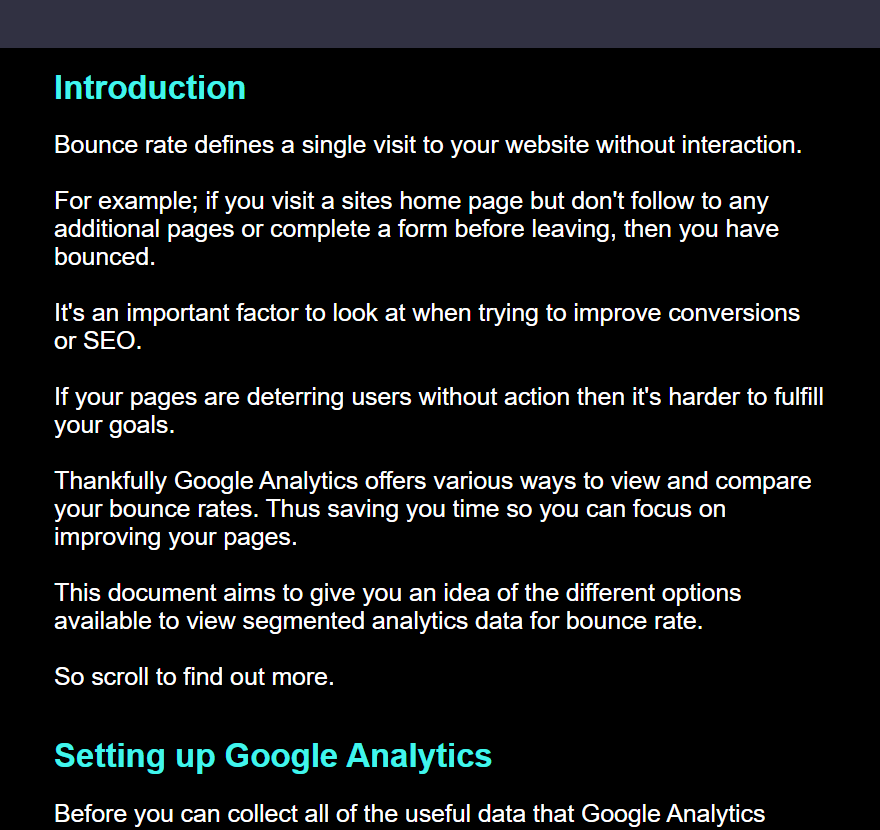 Introduction
Bounce rate defines a single visit to your website without interaction.
For example; if you visit a sites home page but don't follow to any
additional pages or complete a form before leaving, then you have
bounced.
It's an important factor to look at when trying to improve conversions
or SEO.
If your pages are deterring users without action then it's harder to fulfill
your goals.
Thankfully Google Analytics offers various ways to view and compare
your bounce rates. Thus saving you time so you can focus on
improving your pages.
This document aims to give you an idea of the different options
available to view segmented analytics data for bounce rate.
So scroll to find out more.
Setting up Google Analytics
Before you can collect all of the useful data that Google Analytics